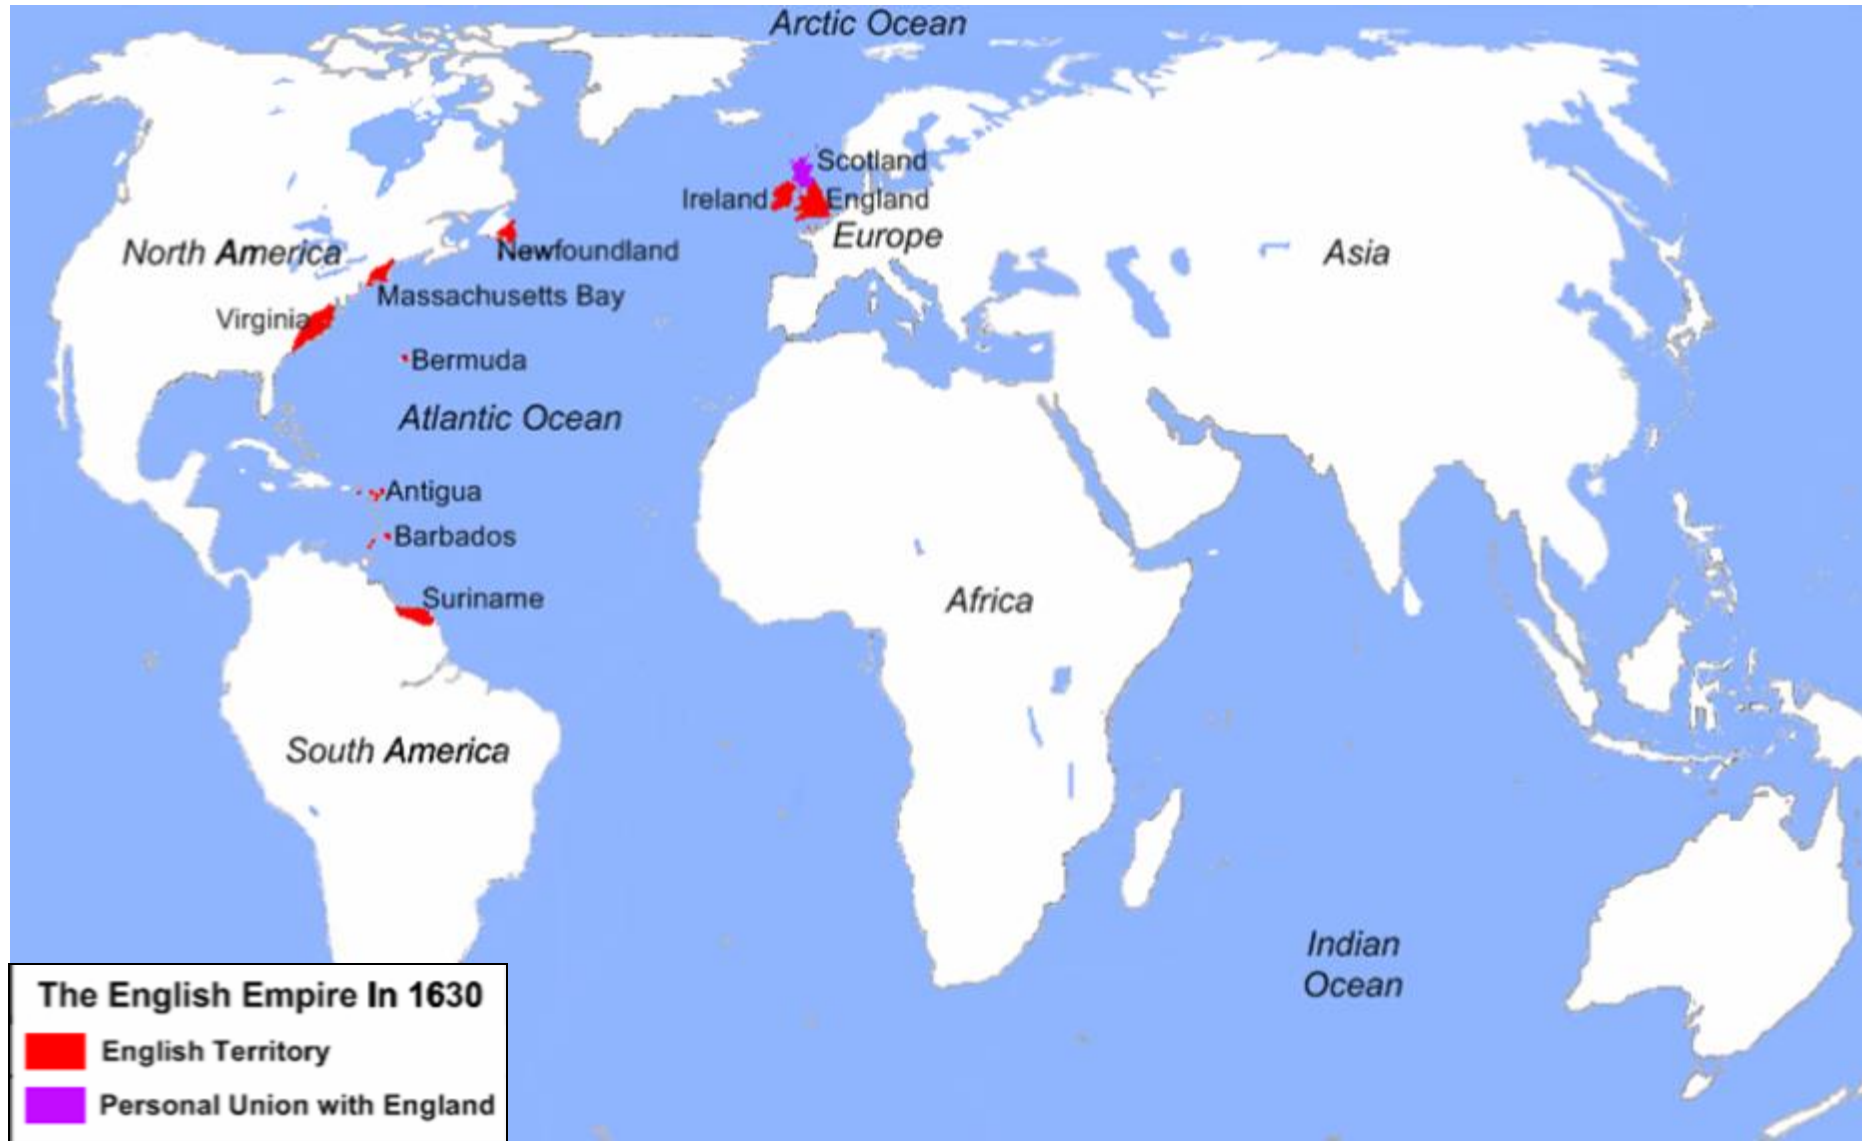 Arctic Ocean
Scotland
Ireland
England
Europe
Asia
North America
Newfoundland
Massachusetts Bay
Virginia
Bermuda
Atlantic Ocean
Antigua
Barbados
Suriname
Africa
South America
Indian
Ocean
The English Empire In 1630
English Territory
Personal Union with England